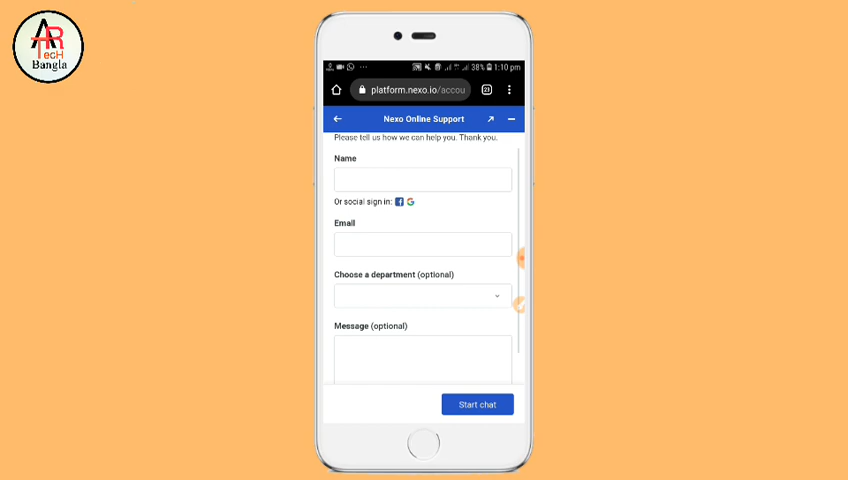 AR
TecH
Bangla
38% 1:10 pm
platform.nexo.io/accou
23
Nexo Online Support
Please tell us how we can help you. Thank you.
Name
Or social sign in:
Email
Choose a department (optional)
Message (optional)
Start chat